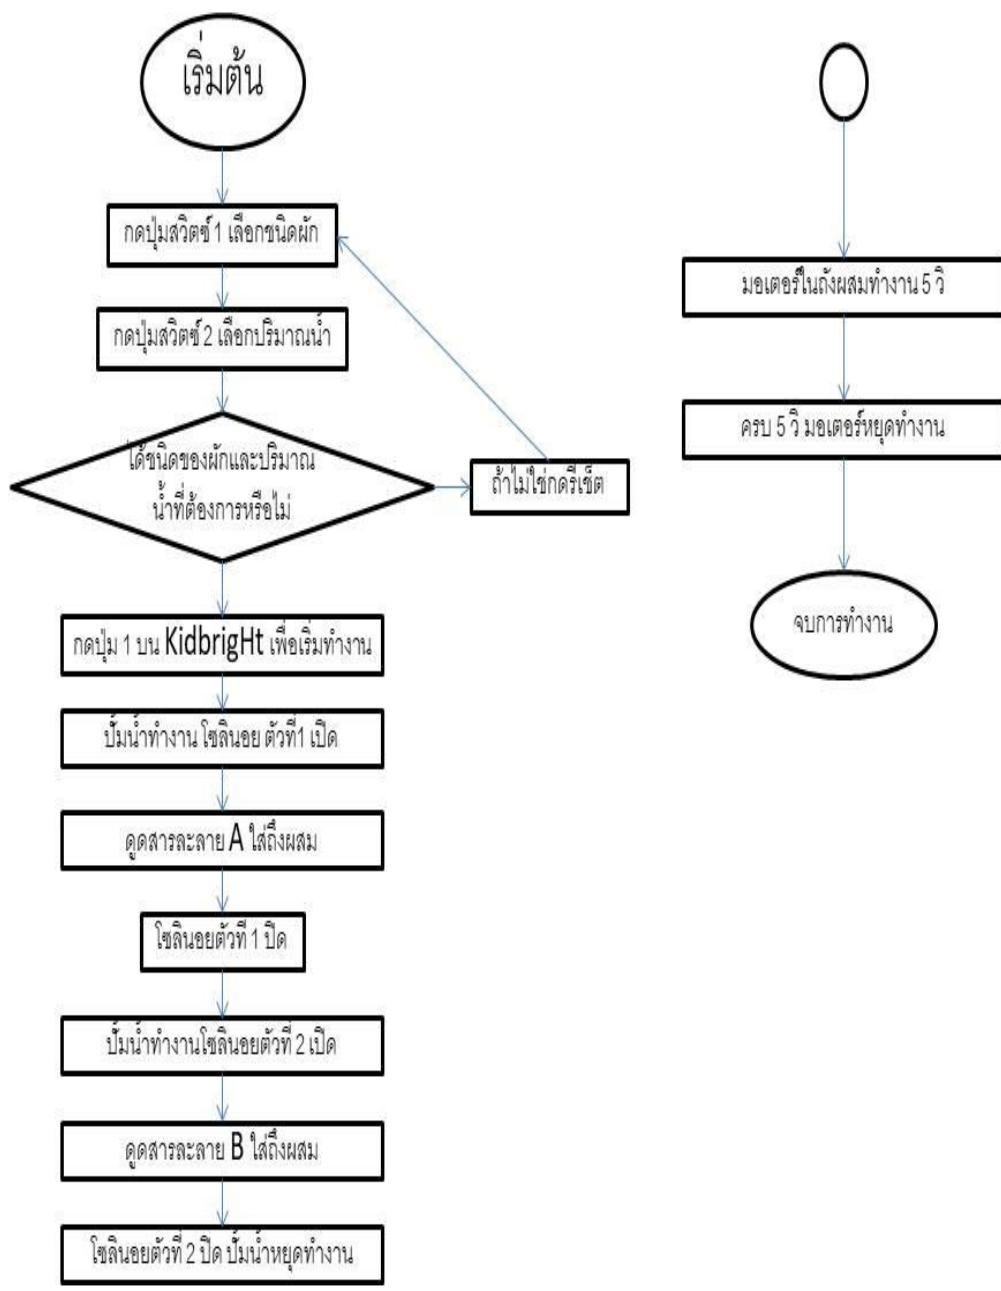 เริ่มต้น
กดปุ่มสวิตซ์ 1 เลือกชนิดผัก
กดปุ่มสวิตซ์ 2 เลือกปริมาณน้ำ
ได้ชนิดของผักและปริมาณ
น้ำที่ต้องการหรือไม่
ถ้าไม่ใช่กดรีเซ็ต
กดปุ่ม 1 บน KidbrigHt เพื่อเริ่มทำงาน
ปั้มน้ำทำงาน โซลินอย ตัวที่1 เปิด
ดูดสารละลาย A ใส่ถึงผสม
โซลินอยตัวที่ 1 ปิด
ปั้มน้ำทำงานโซลินอยตัวที่ 2 เปิด
ดูดสารละลาย B ใส่ถึงผสม
โซลินอยตัวที่ 2 ปิด ปั้มน้ำหยุดทำงาน
มอเตอร์ในถังผสมทำงาน 5 วิ
ครบ 5 วิ มอเตอร์หยุดทำงาน
จบการทำงาน